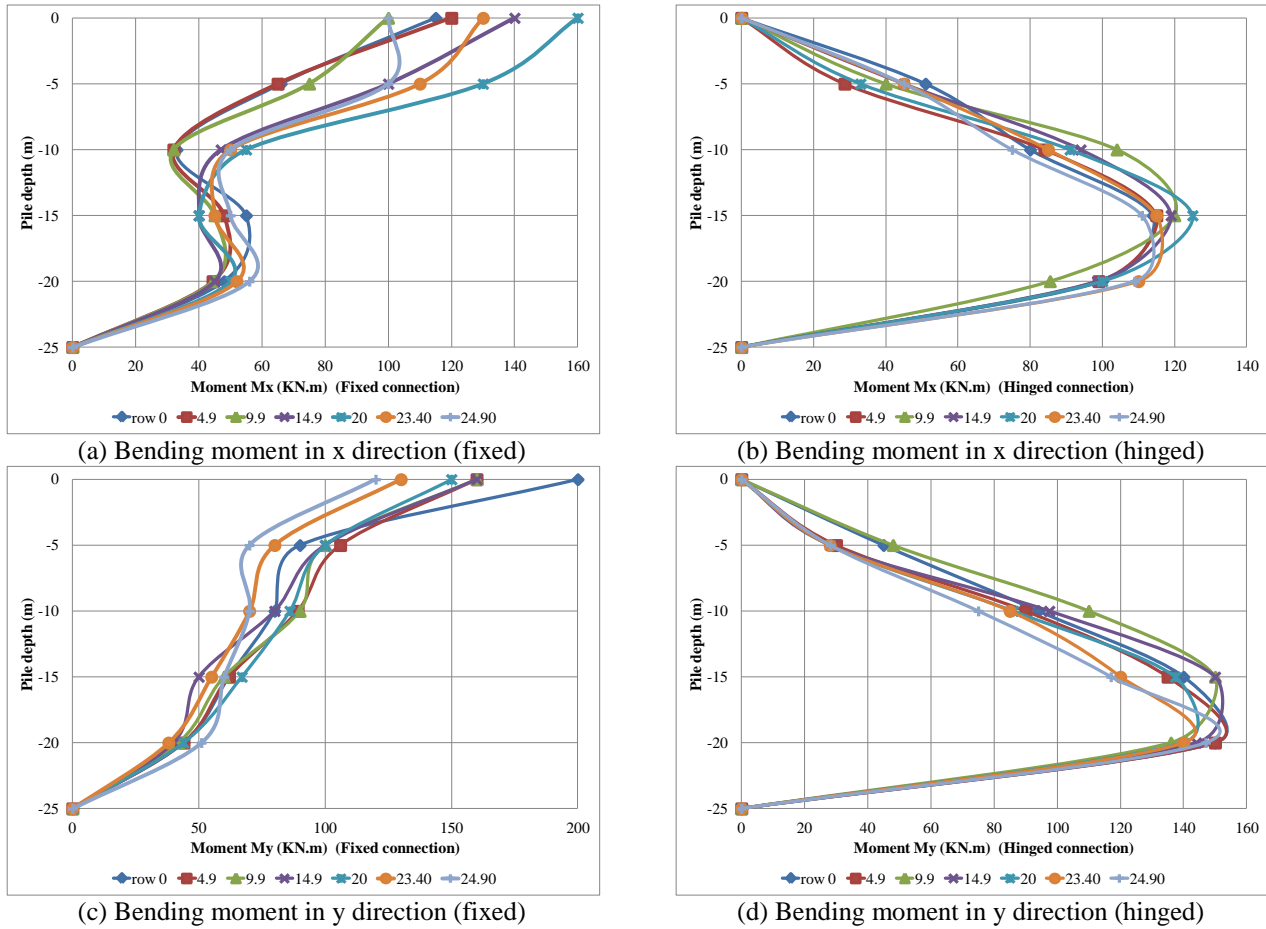 0 20 40 60 80 100 120 140 160
-0
-5
-10
-15
-20
-25
Pile depth (m)
Moment Mx (KN.m) (Fixed connection)
row 0 4.9 9.9 14.9 20 23.40 24.90
(a) Bending moment in x direction (fixed)
0 20 40 60 80 100 120 140
-0
-5
-10
-15
-20
-25
Pile depth (m)
Moment Mx (KN.m) (Hinged connection)
row 0 4.9 9.9 14.9 20 23.40 24.90
(b) Bending moment in x direction (hinged)
0
-5
-10
-15
-20
-25
Pile depth (m)
0 50 100 150 200
Moment My (KN.m) (Fixed connection)
row 0 4.9 9.9 14.9 20 23.40 24.90
(c) Bending moment in y direction (fixed)
0
-5
-10
-15
-20
-25
Pile depth (m)
0 20 40 60 80 100 120 140 160
Moment My (KN.m) (Hinged connection)
row 0 4.9 9.9 14.9 20 23.40 24.90
(d) Bending moment in y direction (hinged)